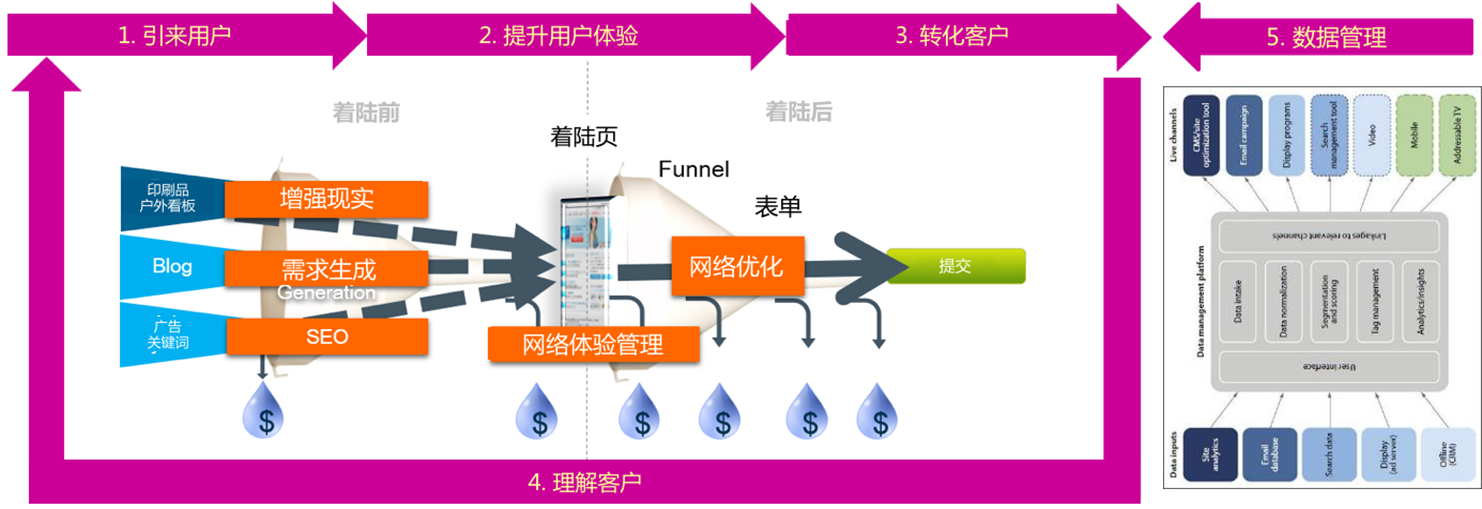 1. 引来用户
2. 提升用户体验
3. 转化客户
5. 数据管理
着陆前
着陆后
着陆页
Funnel
表单
印刷品
户外看板
增强现实
Blog
需求生成
Generation
网络优化
提交
广告
关键词
SEO
网络体验管理
$
$
$
$
$
$
4. 理解客户
Live channels
CMS/site
optimization tool
Email campaign
Display programs
Search
management tool
Video
Mobile
Addressable TV
Data management platform
Linkages to relevant channels
Data intake
Data normalization
Segmentation
and scoring
Tag management
Analytics/insights
User interface
Data inputs
Site
analytics
Email
database
Search data
Display
(ad server)
Offline
(CRM)